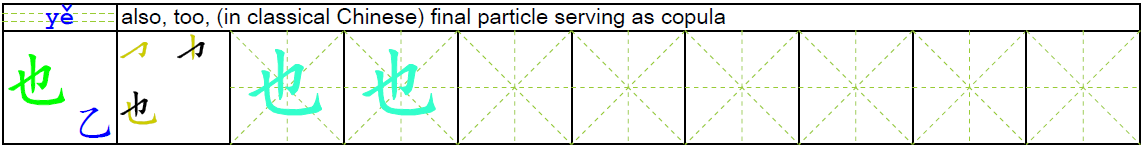 yě also, too, (in classical Chinese) final particle serving as copula
也 乙 也 也 也